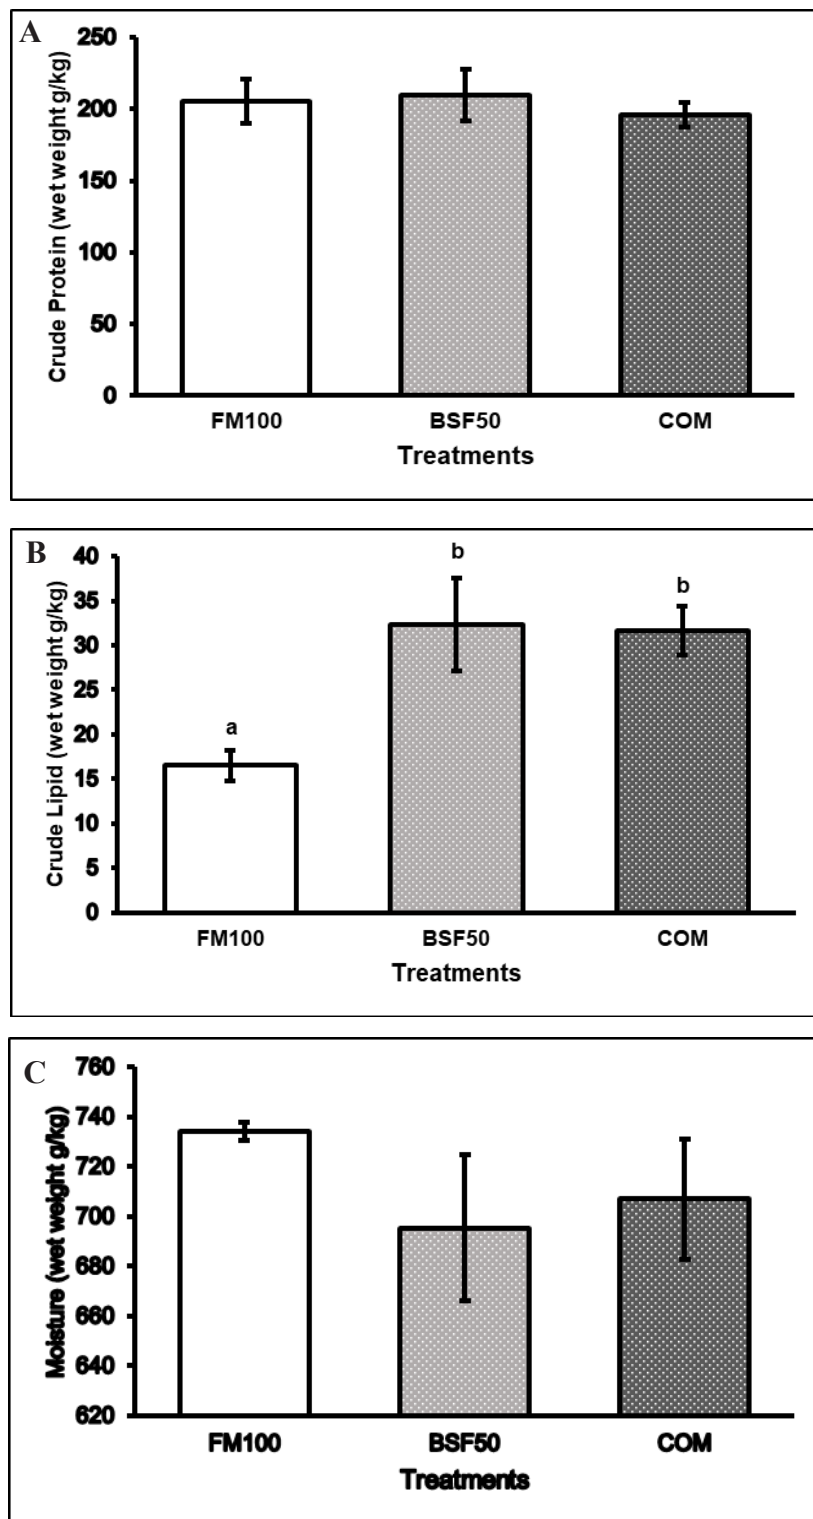 A
250
200
150
100
50
0
Crude Protein (wet weight g/kg)
FM100 BSF50 COM
Treatments
B
40
35
30
25
20
15
10
5
0
Crude Lipid (wet weight g/kg)
a b b
FM100 BSF50 COM
Treatments
C
760
740
720
700
680
660
640
620
Moisture (wet weight g/kg)
FM100 BSF50 COM
Treatments